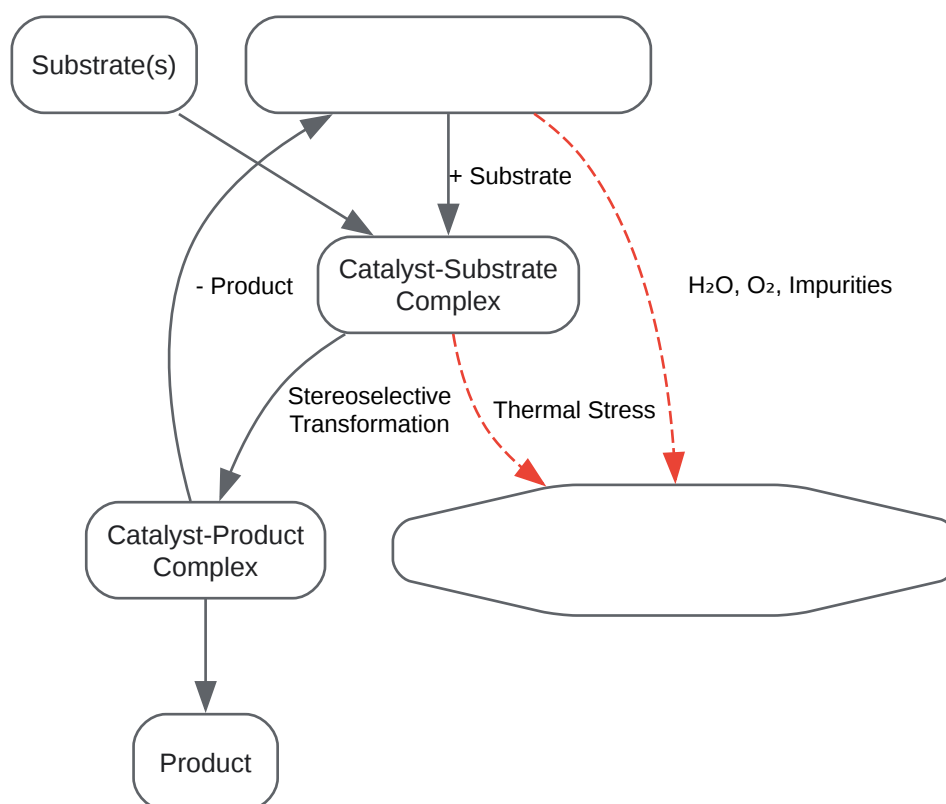 Substrate(s)
+ Substrate
Catalyst-Substrate
Complex
- Product
H₂O, O₂, Impurities
Stereoselective
Transformation
Thermal Stress
Catalyst-Product
Complex
Product